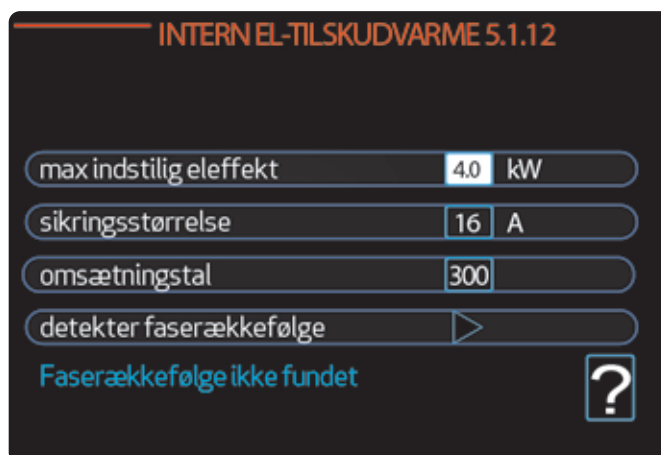 INTERN EL-TILSKUDVARME 5.1.12
max indstilig eleffekt 4.0 kW
sikringsstørrelse 16 A
omsætningstal 300
detekter faserækkefølge
Faserækkefølge ikke fundet
?